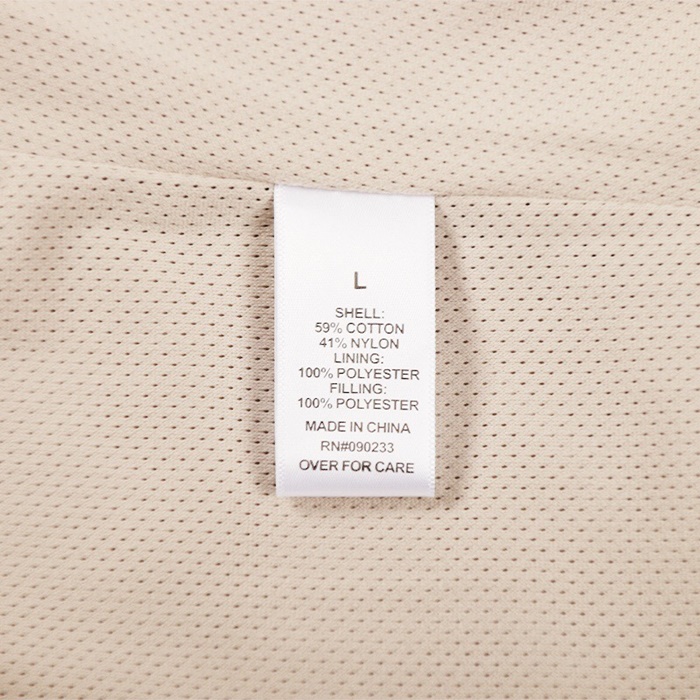 L
SHELL:
59% COTTON
41% NYLON
LINING:
100% POLYESTER
FILLING:
100% POLYESTER
MADE IN CHINA
RN#090233
OVER FOR CARE